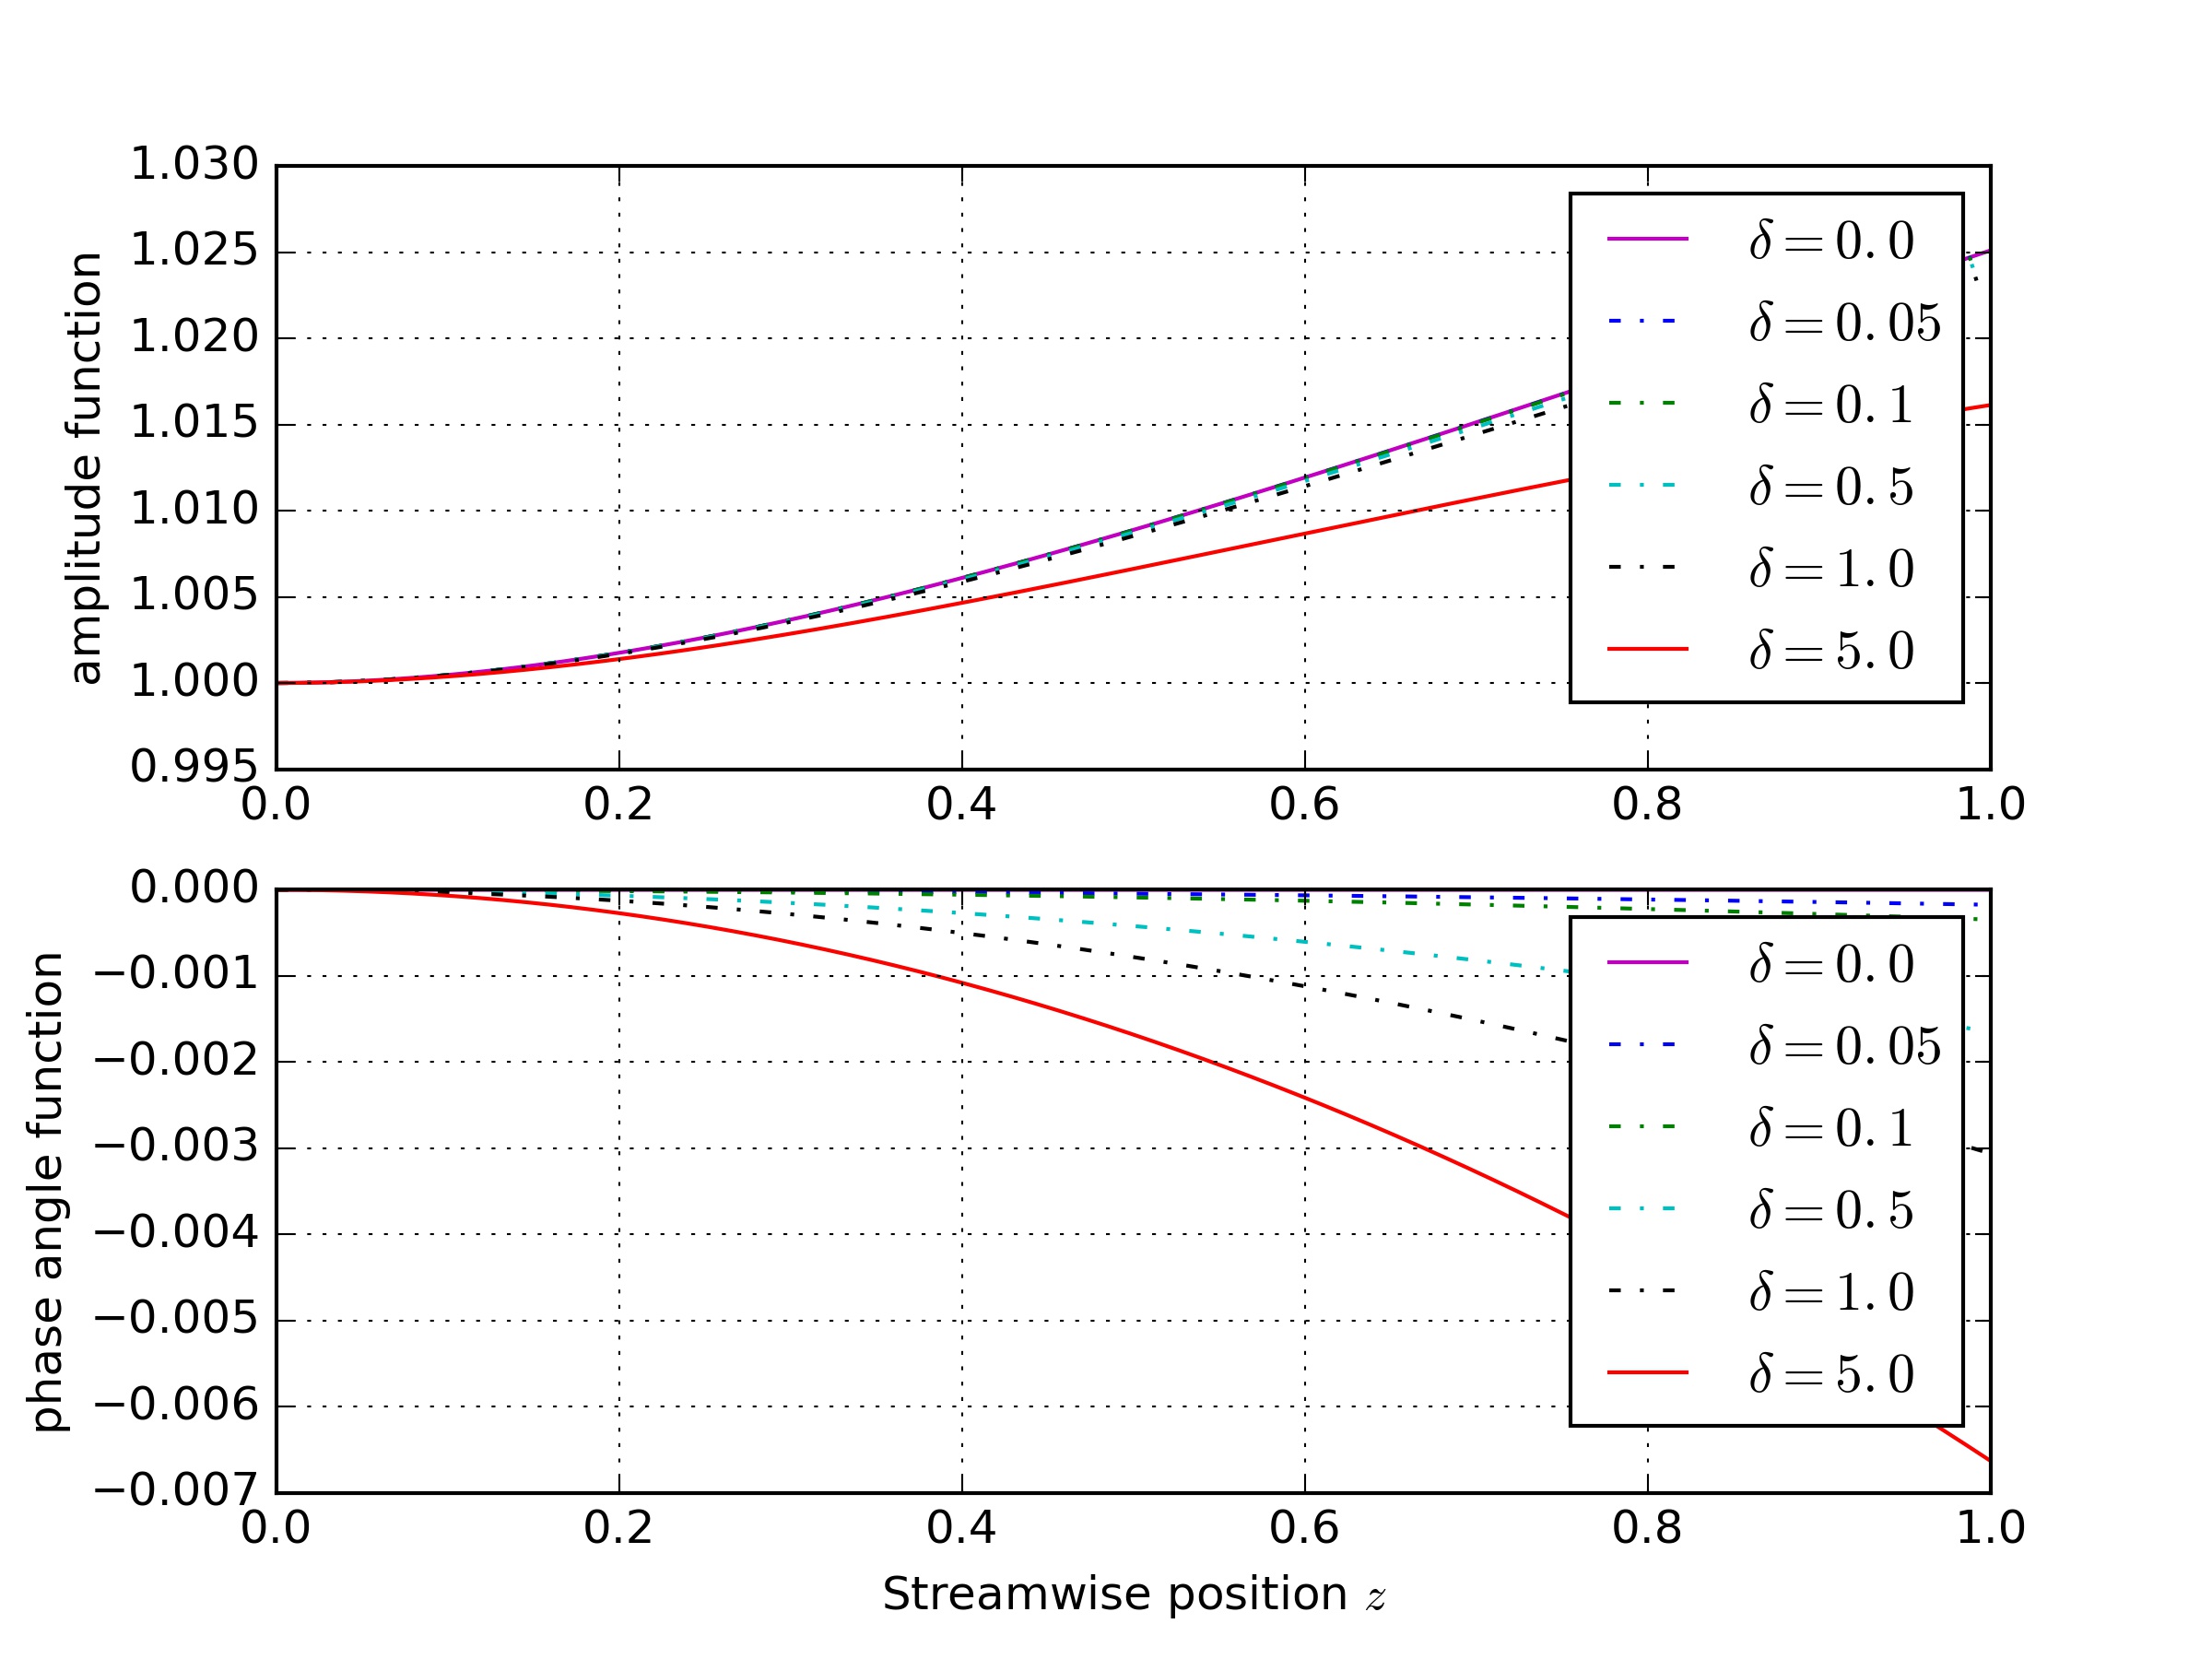 amplitude function
1.030
1.025
1.020
1.015
1.010
1.005
1.000
0.995
0.0 0.2 0.4 0.6 0.8 1.0
δ = 0.0
δ = 0.05
δ = 0.1
δ = 0.5
δ = 1.0
δ = 5.0
phase angle function
0.000
−0.001
−0.002
−0.003
−0.004
−0.005
−0.006
−0.007
0.0 0.2 0.4 0.6 0.8 1.0
δ = 0.0
δ = 0.05
δ = 0.1
δ = 0.5
δ = 1.0
δ = 5.0
Streamwise position z